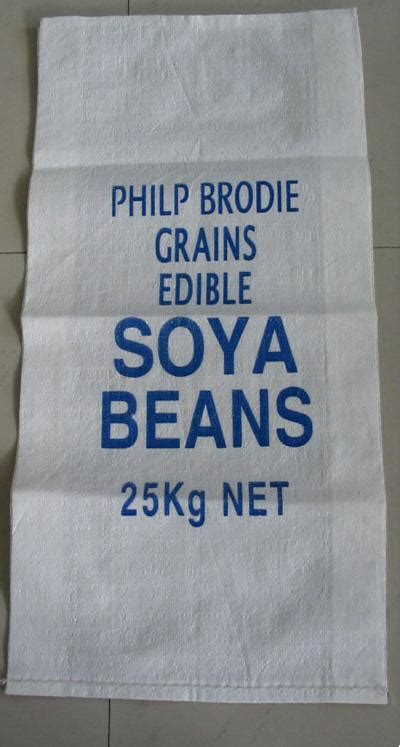 PHILP BRODIE
GRAINS
EDIBLE
SOYA
BEANS
25Kg NET